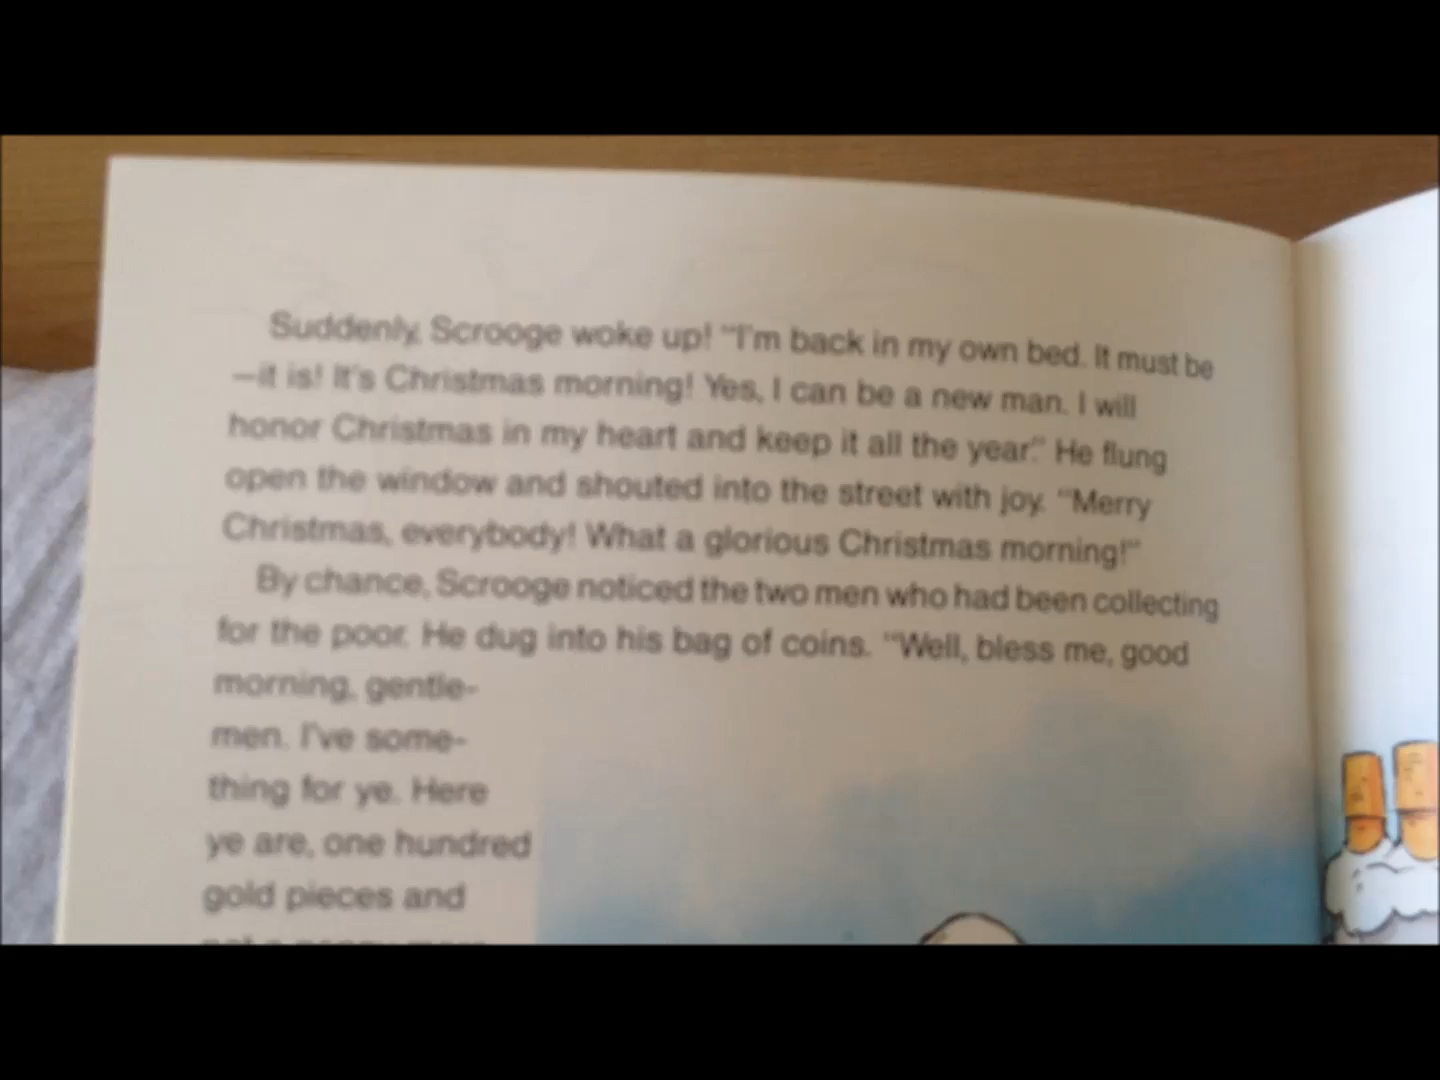 Suddenly, Scrooge woke up! "I'm back in my own bed. It must be
—it is! It's Christmas morning! Yes, I can be a new man. I will
honor Christmas in my heart and keep it all the year." He flung
open the window and shouted into the street with joy. "Merry
Christmas, everybody! What a glorious Christmas morning!"
By chance, Scrooge noticed the two men who had been collecting
for the poor. He dug into his bag of coins. "Well, bless me, good
morning, gentle-
men. I've some-
thing for ye. Here
ye are, one hundred
gold pieces and